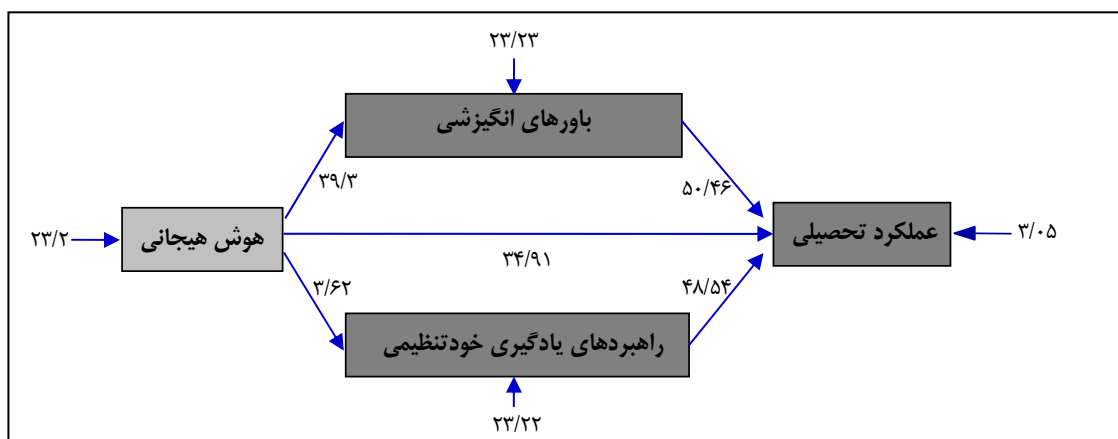 ۲۳/۲۳
باورهای انگیزشی
۳۹/۳
۵۰/۴۶
هوش هیجانی
۲۳/۲
عملکرد تحصیلی
۳/۰۵
۳۴/۹۱
۳/۶۲
۴۸/۵۴
راهبردهای یادگیری خودتنظیمی
۲۳/۲۲